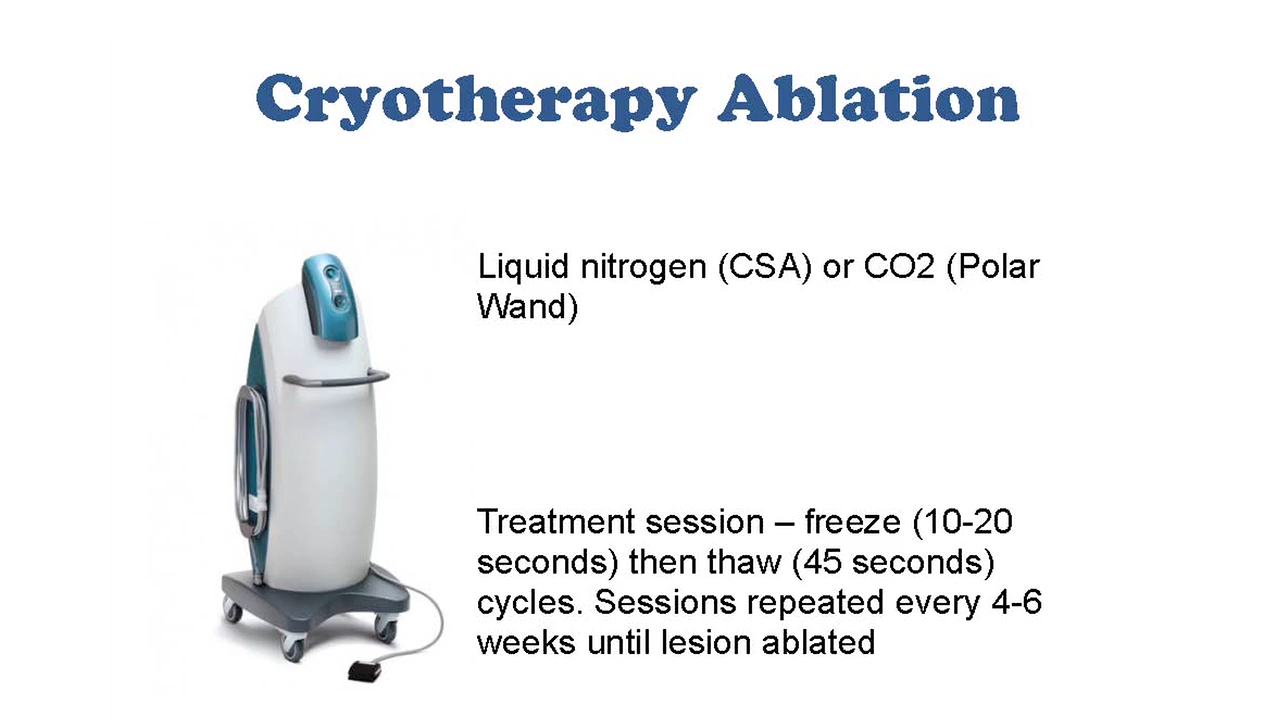 Cryotherapy Ablation
Liquid nitrogen (CSA) or CO2 (Polar
Wand)
Treatment session – freeze (10-20
seconds) then thaw (45 seconds)
cycles. Sessions repeated every 4-6
weeks until lesion ablated